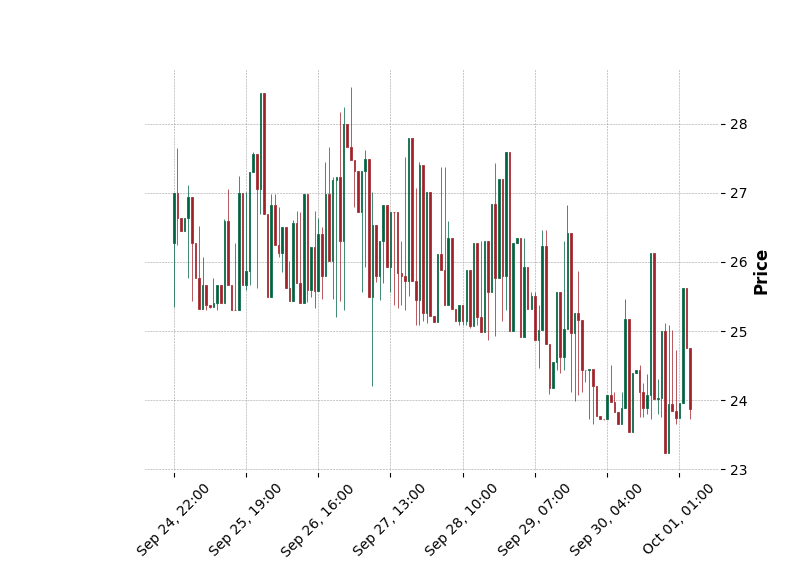 28
27
26
25
24
23
Price
Sep 24, 22:00
Sep 25, 19:00
Sep 26, 16:00
Sep 27, 13:00
Sep 28, 10:00
Sep 29, 07:00
Sep 30, 04:00
Oct 01, 01:00